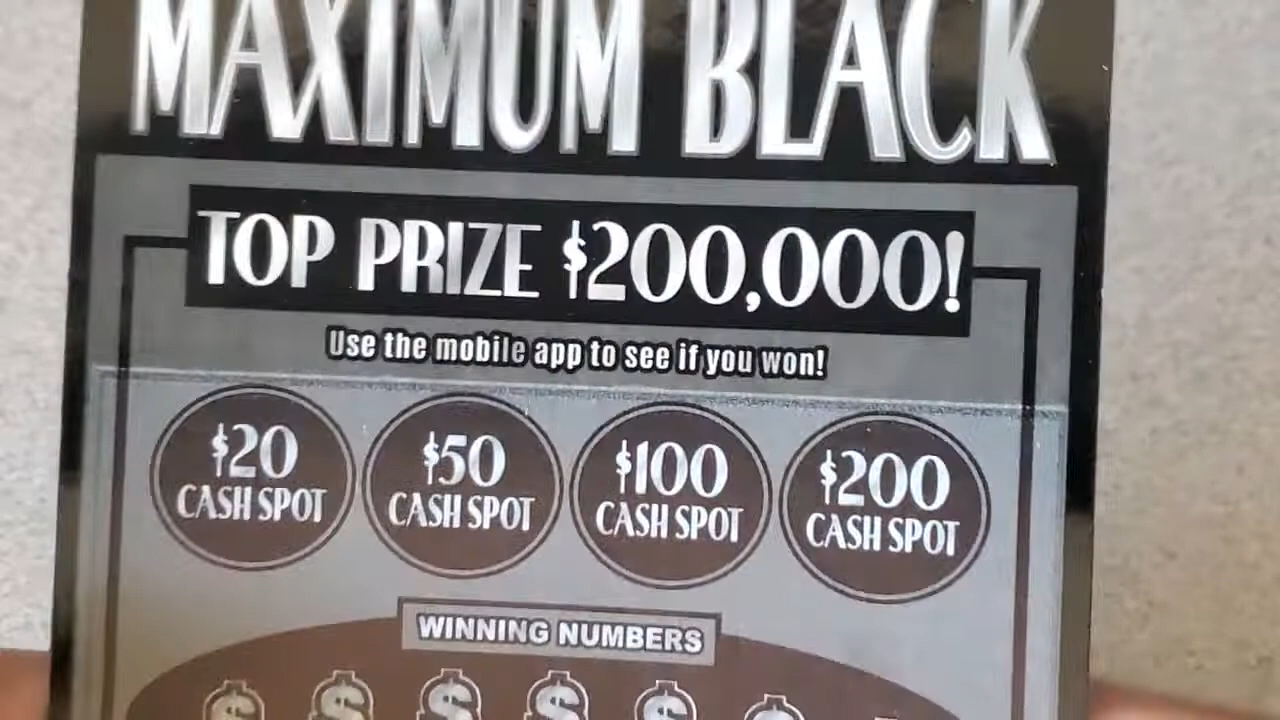 MAXIMUM BLACK
TOP PRIZE $200,000!
Use the mobile app to see if you won!
$20 CASH SPOT
$50 CASH SPOT
$100 CASH SPOT
$200 CASH SPOT
WINNING NUMBERS
$ $ $ $ $ $